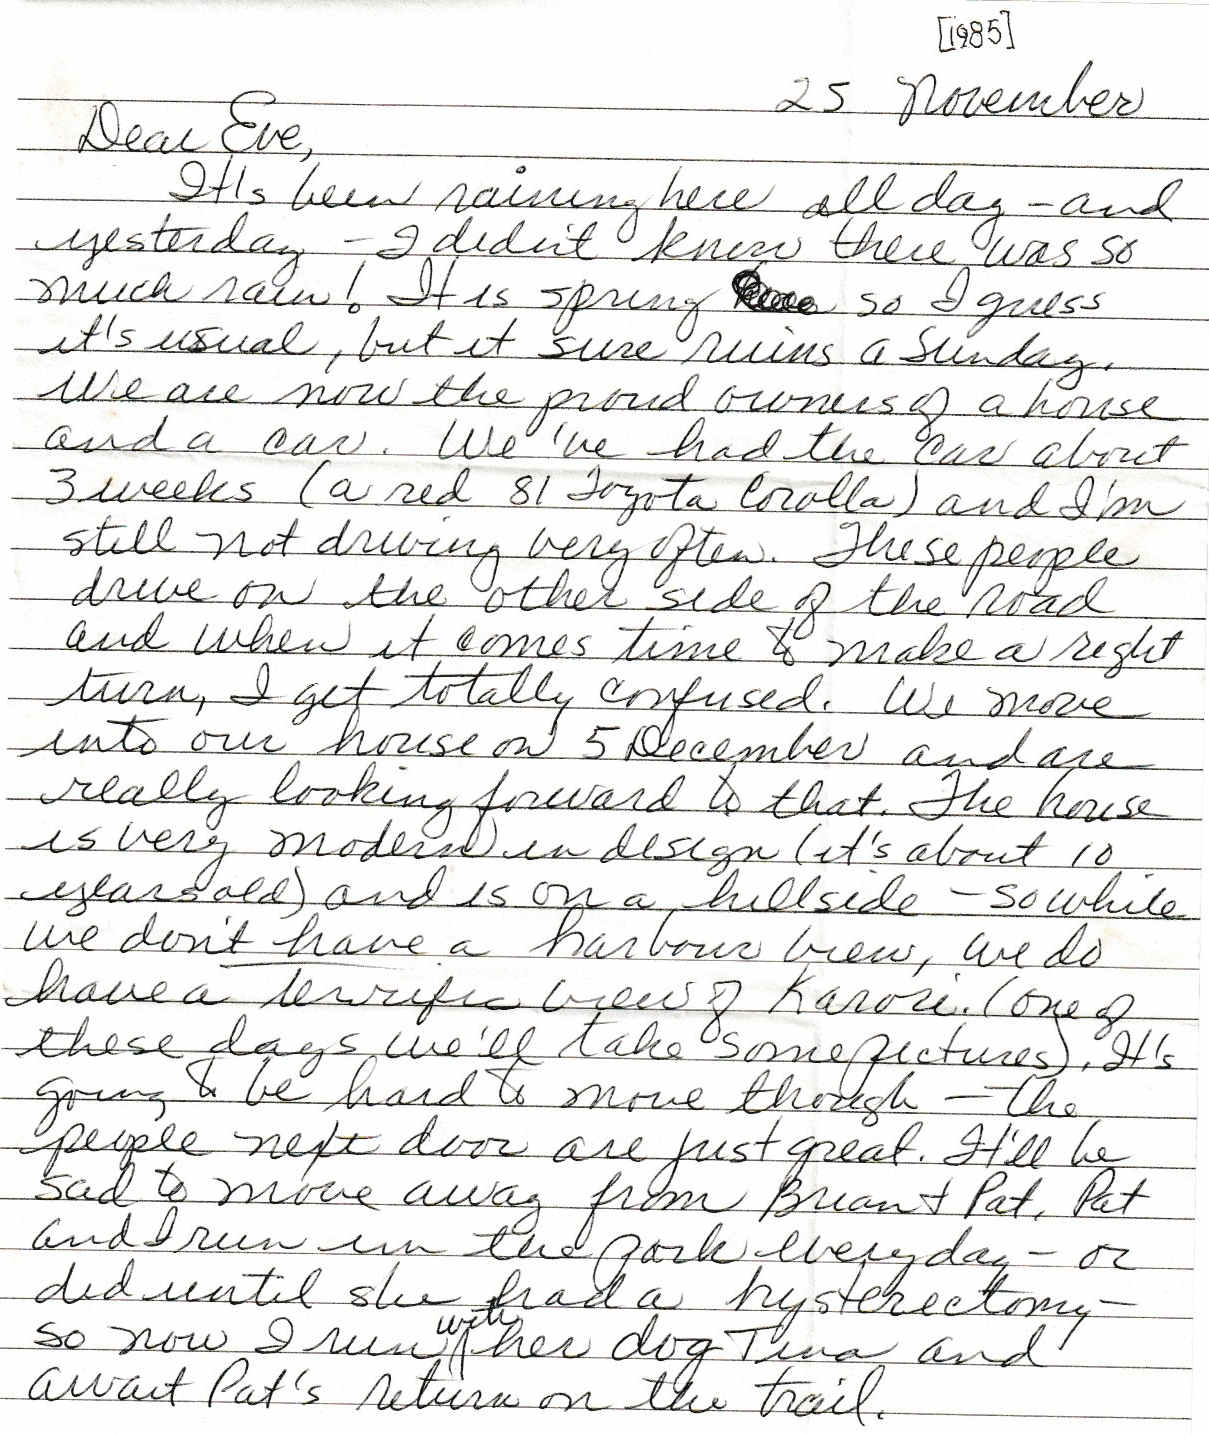 [1985]
25 November
Dear Eve,
It's been raining here all day - and
yesterday - I didn't know there was so
much rain! It is spring so I guess
it's usual, but it sure ruins a Sunday.
We are now the proud owners of a house
and a car. We've had the car about
3 weeks (a red 81 Toyota Corolla) and I'm
still not driving very often. These people
drive on the other side of the road
and when it comes time to make a right
turn, I get totally confused. We move
into our house on 5 December and are
really looking forward to that. The house
is very modern in design (it's about 10
years old) and is on a hillside - so while
we don't have a harbour view, we do
have a terrific view of Karori. (one of
these days we'll take some pictures). It's
going to be hard to move though - the
people next door are just great. It'll be
sad to move away from Brian + Pat. Pat
and I run in the park everyday - or
did until she had a hysterectomy -
so now I run with her dog Tina and
await Pat's return on the trail.